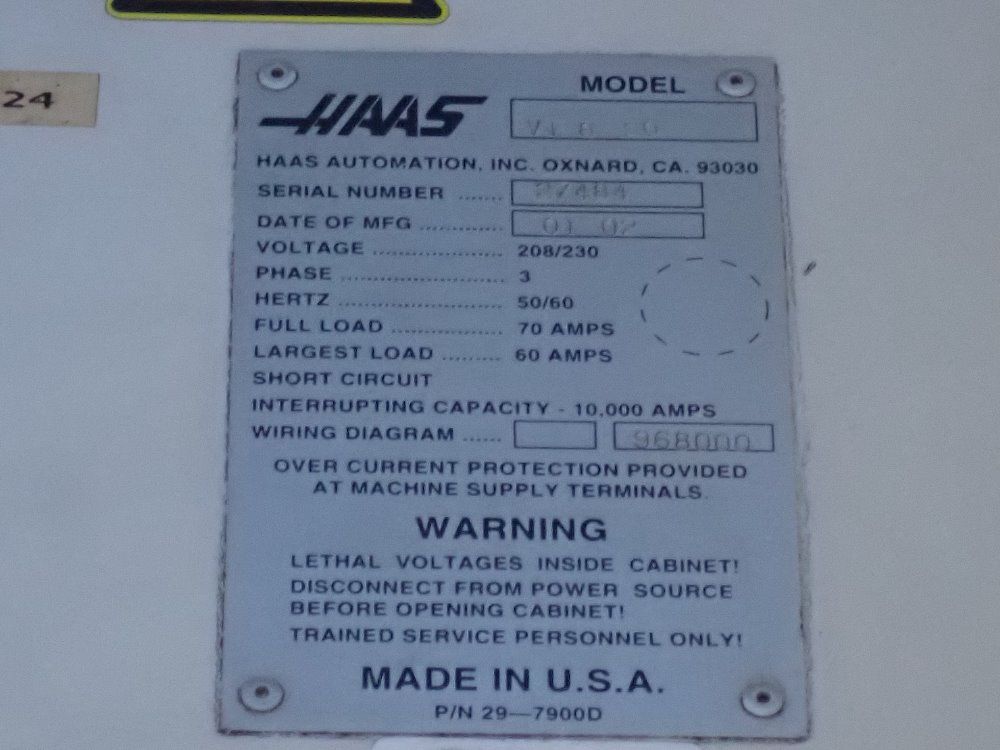 24
MODEL
HAAS
HAAS AUTOMATION, INC. OXNARD, CA. 93030
SERIAL NUMBER .......
DATE OF MFG ............ 01 02
VOLTAGE ................... 208/230
PHASE ........................ 3
HERTZ ........................ 50/60
FULL LOAD ................ 70 AMPS
LARGEST LOAD ......... 60 AMPS
SHORT CIRCUIT
INTERRUPTING CAPACITY - 10,000 AMPS
WIRING DIAGRAM ...... 968000
OVER CURRENT PROTECTION PROVIDED
AT MACHINE SUPPLY TERMINALS.
WARNING
LETHAL VOLTAGES INSIDE CABINET!
DISCONNECT FROM POWER SOURCE
BEFORE OPENING CABINET!
TRAINED SERVICE PERSONNEL ONLY!
MADE IN U.S.A.
P/N 29—7900D